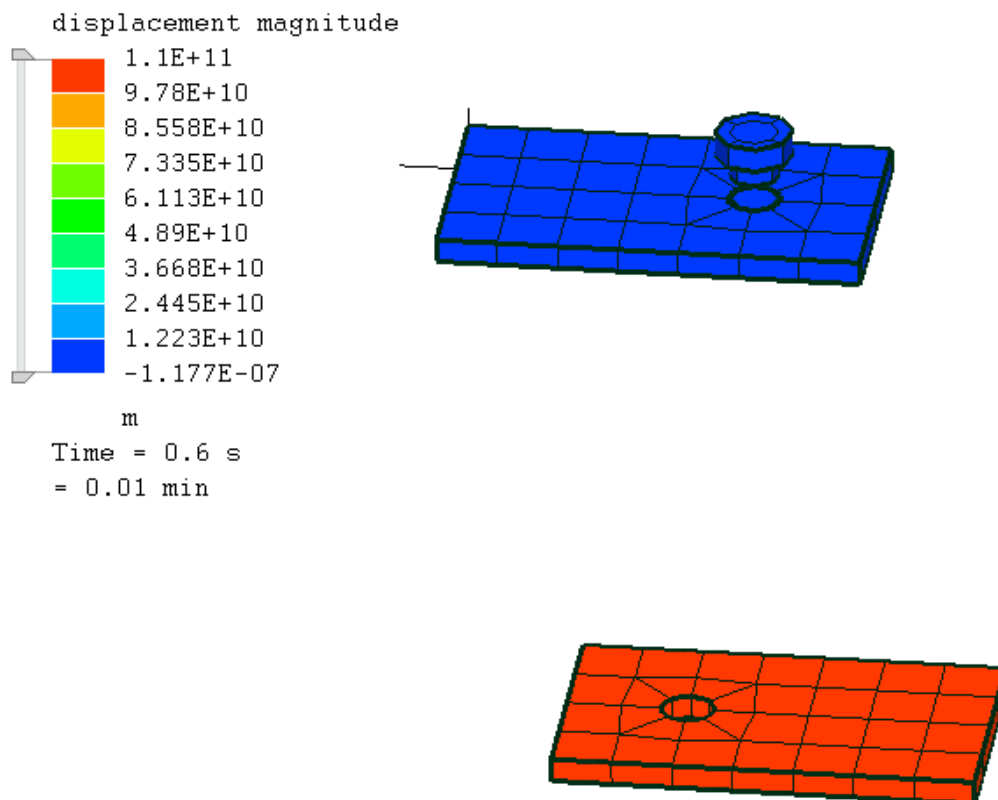 displacement magnitude
1.1E+11
9.78E+10
8.558E+10
7.335E+10
6.113E+10
4.89E+10
3.668E+10
2.445E+10
1.223E+10
-1.177E-07
m
Time = 0.6 s
= 0.01 min